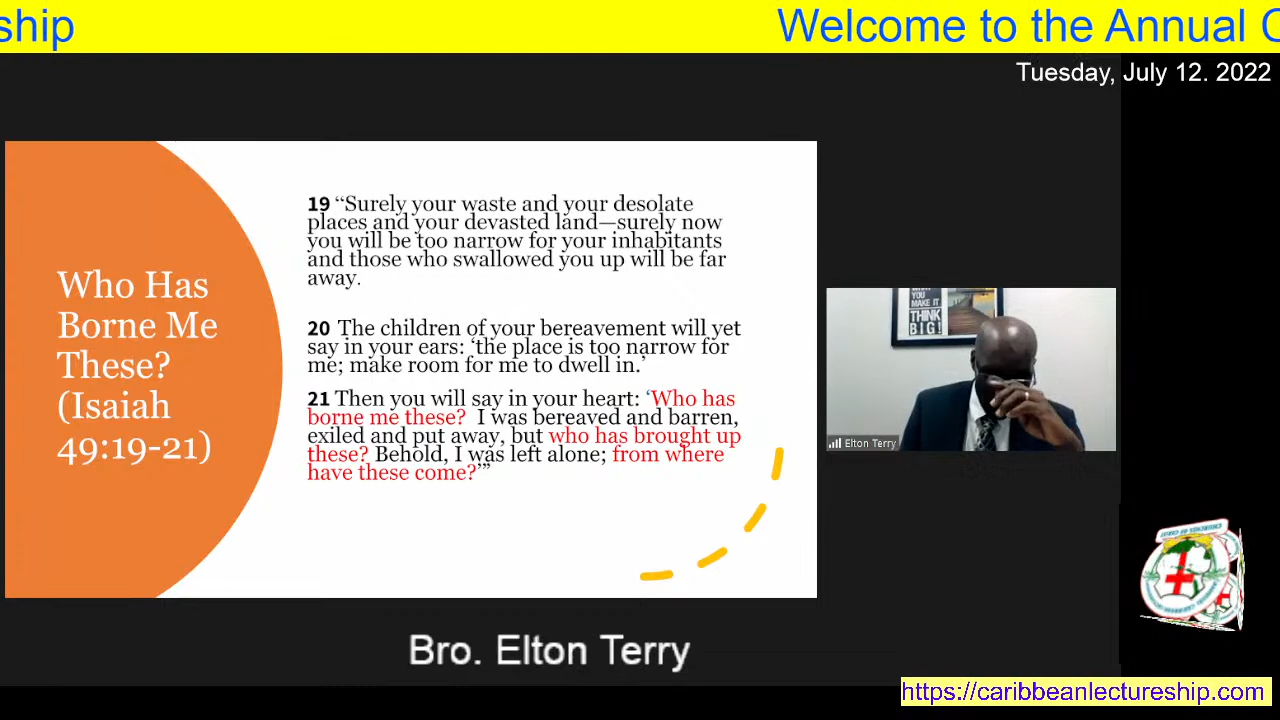 ship Welcome to the Annual C
Tuesday, July 12. 2022
Who Has
Borne Me
These?
(Isaiah
49:19-21)
19 “Surely your waste and your desolate
places and your devasted land—surely now
you will be too narrow for your inhabitants
and those who swallowed you up will be far
away.
20 The children of your bereavement will yet
say in your ears: ‘the place is too narrow for
me; make room for me to dwell in.’
21 Then you will say in your heart: ‘Who has
borne me these? I was bereaved and barren,
exiled and put away, but who has brought up
these? Behold, I was left alone; from where
have these come?’”
YOU
MAKE IT
THINK
BIG!
Elton Terry
CHURCHES OF CHRIST
Bro. Elton Terry
https://caribbeanlectureship.com